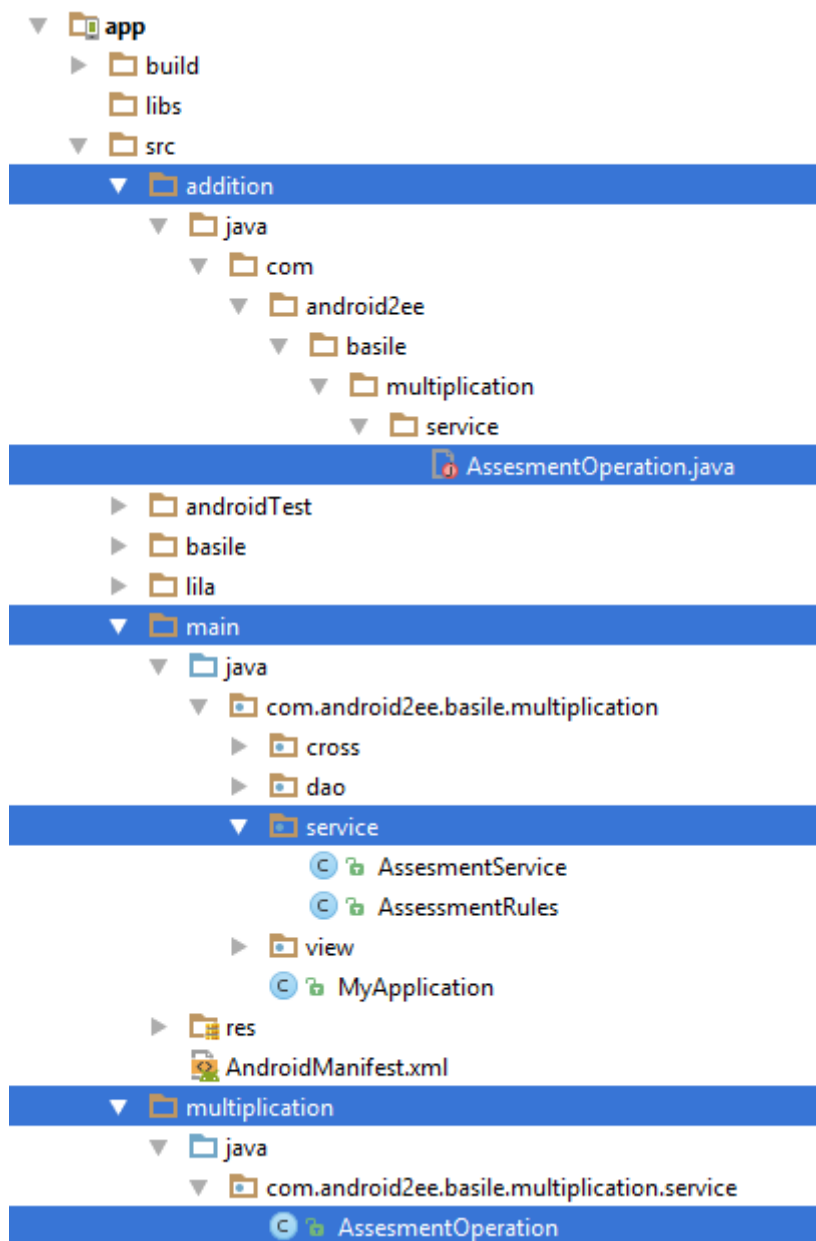 app
build
libs
src
addition
java
com
android2ee
basile
multiplication
service
AssesmentOperation.java
androidTest
basile
lila
main
java
com.android2ee.basile.multiplication
cross
dao
service
AssesmentService
AssessmentRules
view
MyApplication
res
AndroidManifest.xml
multiplication
java
com.android2ee.basile.multiplication.service
AssesmentOperation